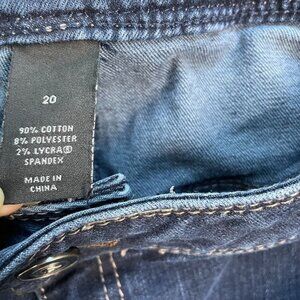 20
90% COTTON
8% POLYESTER
2% LYCRA®
SPANDEX
MADE IN
CHINA